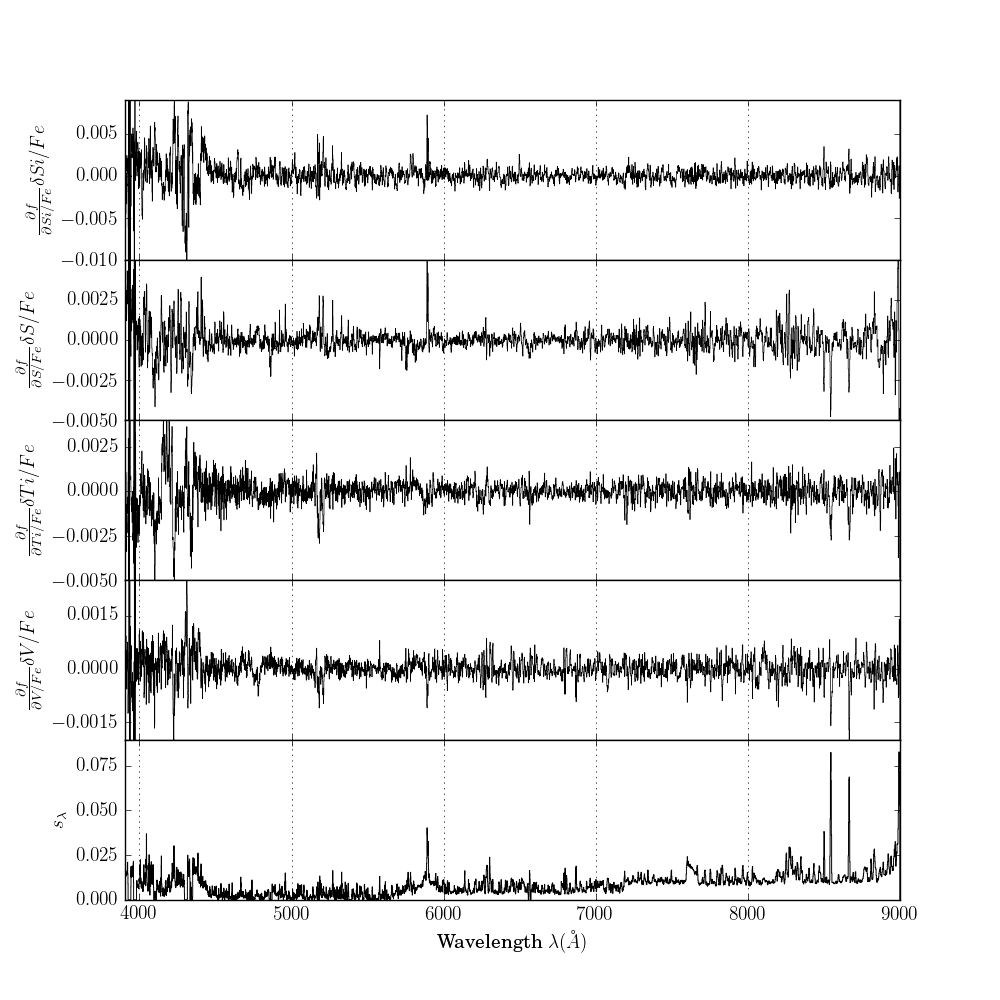 ∂f/∂Si/Fe δSi/Fe
0.005
0.000
−0.005
−0.010
∂f/∂S/Fe δS/Fe
0.0025
0.0000
−0.0025
−0.0050
∂f/∂Ti/Fe δTi/Fe
0.0025
0.0000
−0.0025
−0.0050
∂f/∂V/Fe δV/Fe
0.0015
0.0000
−0.0015
sλ
0.075
0.050
0.025
0.000
4000 5000 6000 7000 8000 9000
Wavelength λ(Å)